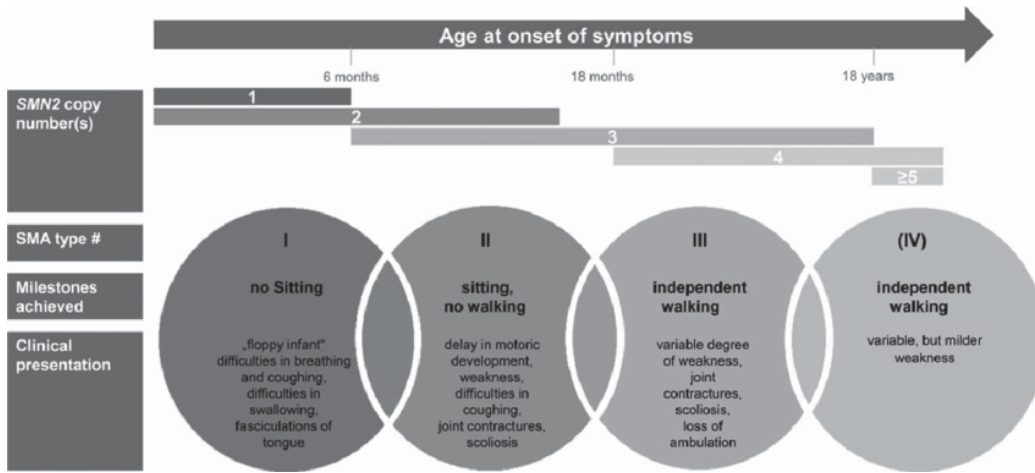 Age at onset of symptoms
6 months
18 months
18 years
SMN2 copy
number(s)
1
2
3
4
≥5
SMA type #
I
II
III
(IV)
Milestones
achieved
no Sitting
sitting,
no walking
independent
walking
independent
walking
Clinical
presentation
„floppy infant“
difficulties in breathing
and coughing,
difficulties in
swallowing,
fasciculations of
tongue
delay in motoric
development,
weakness,
difficulties in
coughing,
joint contractures,
scoliosis
variable degree
of weakness,
joint
contractures,
scoliosis,
loss of
ambulation
variable, but milder
weakness